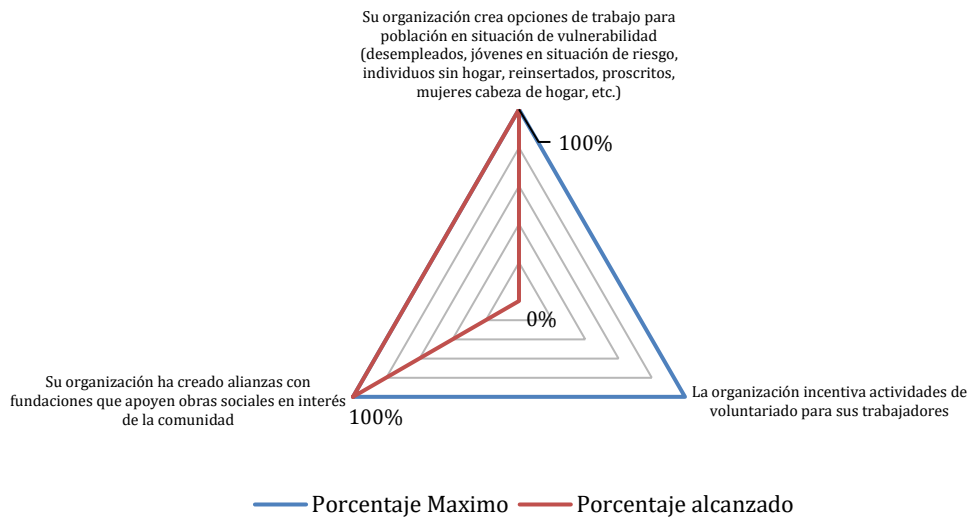 Su organización crea opciones de trabajo para
población en situación de vulnerabilidad
(desempleados, jóvenes en situación de riesgo,
individuos sin hogar, reinsertados, proscritos,
mujeres cabeza de hogar, etc.)
100%
0%
Su organización ha creado alianzas con
fundaciones que apoyen obras sociales en interés
de la comunidad
100%
La organización incentiva actividades de
voluntariado para sus trabajadores
Porcentaje Maximo
Porcentaje alcanzado